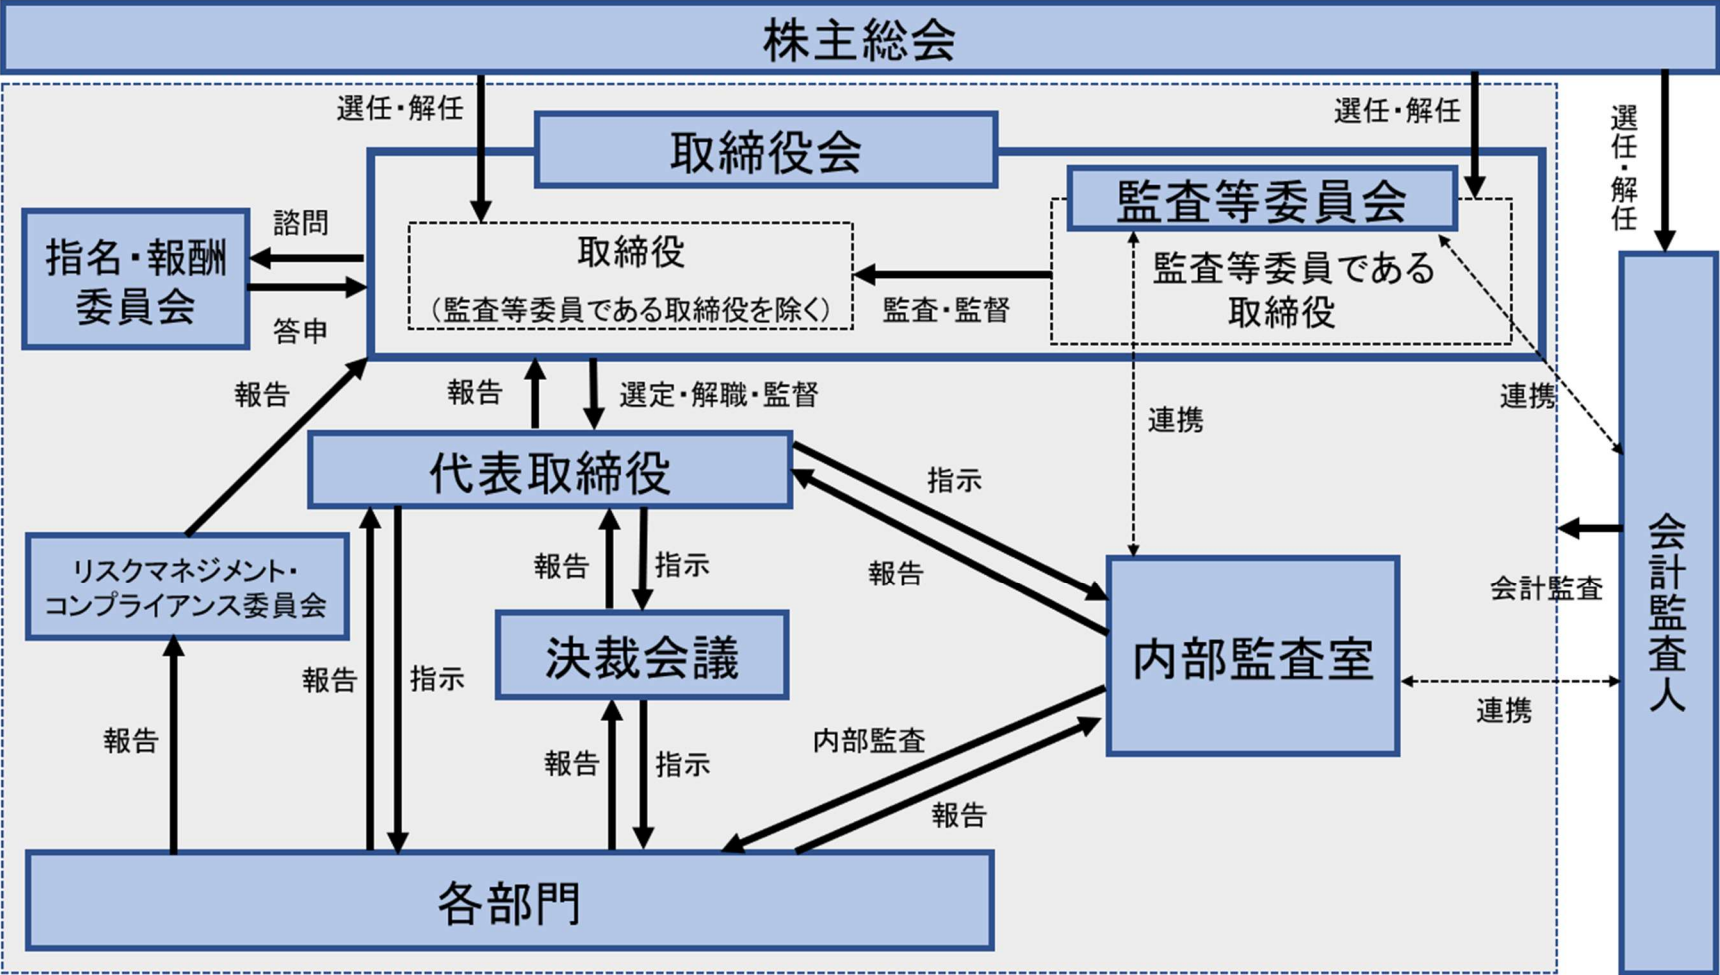 株主総会
選任・解任
選任・解任
選任・解任
取締役会
監査等委員会
指名・報酬
委員会
諮問
答申
取締役
（監査等委員である取締役を除く）
監査・監督
監査等委員である
取締役
報告
報告
選定・解職・監督
連携
連携
代表取締役
指示
報告
リスクマネジメント・
コンプライアンス委員会
報告
指示
決裁会議
内部監査室
会計監査
会計監査人
報告
報告
指示
報告
指示
内部監査
報告
連携
各部門